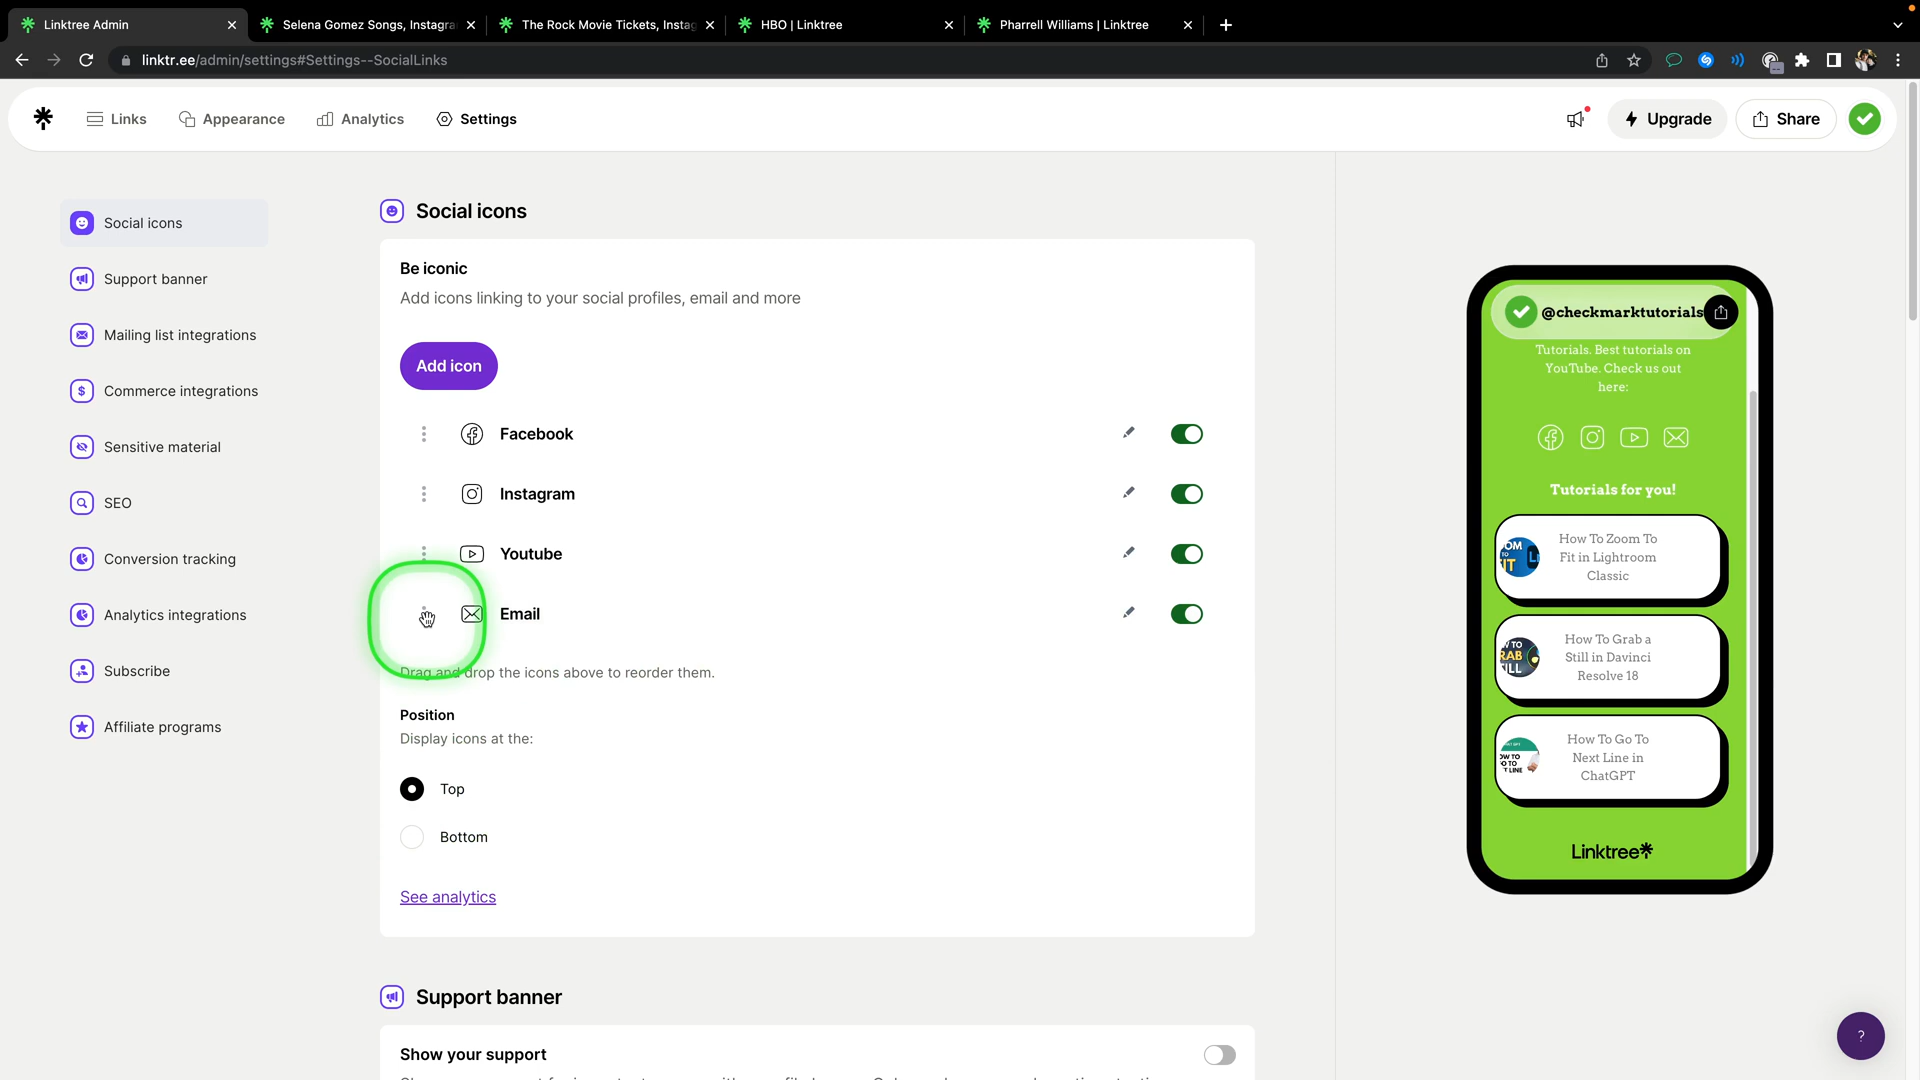 Linktree Admin
Selena Gomez Songs, Instagra
The Rock Movie Tickets, Instag
HBO | Linktree
Pharrell Williams | Linktree
linktr.ee/admin/settings#Settings--SocialLinks
Links
Appearance
Analytics
Settings
Upgrade
Share
Social icons
Support banner
Mailing list integrations
Commerce integrations
Sensitive material
SEO
Conversion tracking
Analytics integrations
Subscribe
Affiliate programs
Social icons
Be iconic
Add icons linking to your social profiles, email and more
Add icon
Facebook
Instagram
Youtube
Email
Drag and drop the icons above to reorder them.
Position
Display icons at the:
Top
Bottom
See analytics
Support banner
Show your support
@checkmarktutorials
Tutorials. Best tutorials on
YouTube. Check us out
here:
Tutorials for you!
How To Zoom To
Fit in Lightroom
Classic
How To Grab a
Still in Davinci
Resolve 18
How To Go To
Next Line in
ChatGPT
Linktree
?